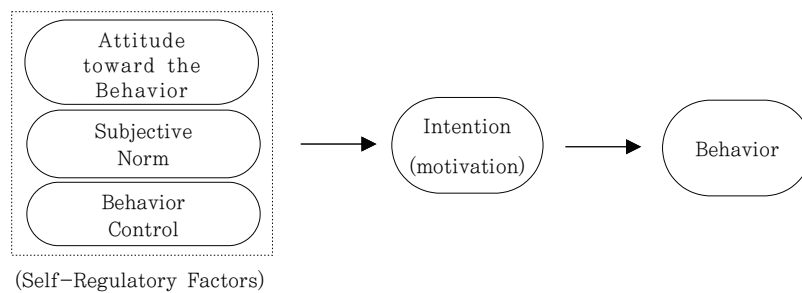 Attitude
toward the
Behavior
Subjective
Norm
Behavior
Control
(Self-Regulatory Factors)
Intention
(motivation)
Behavior